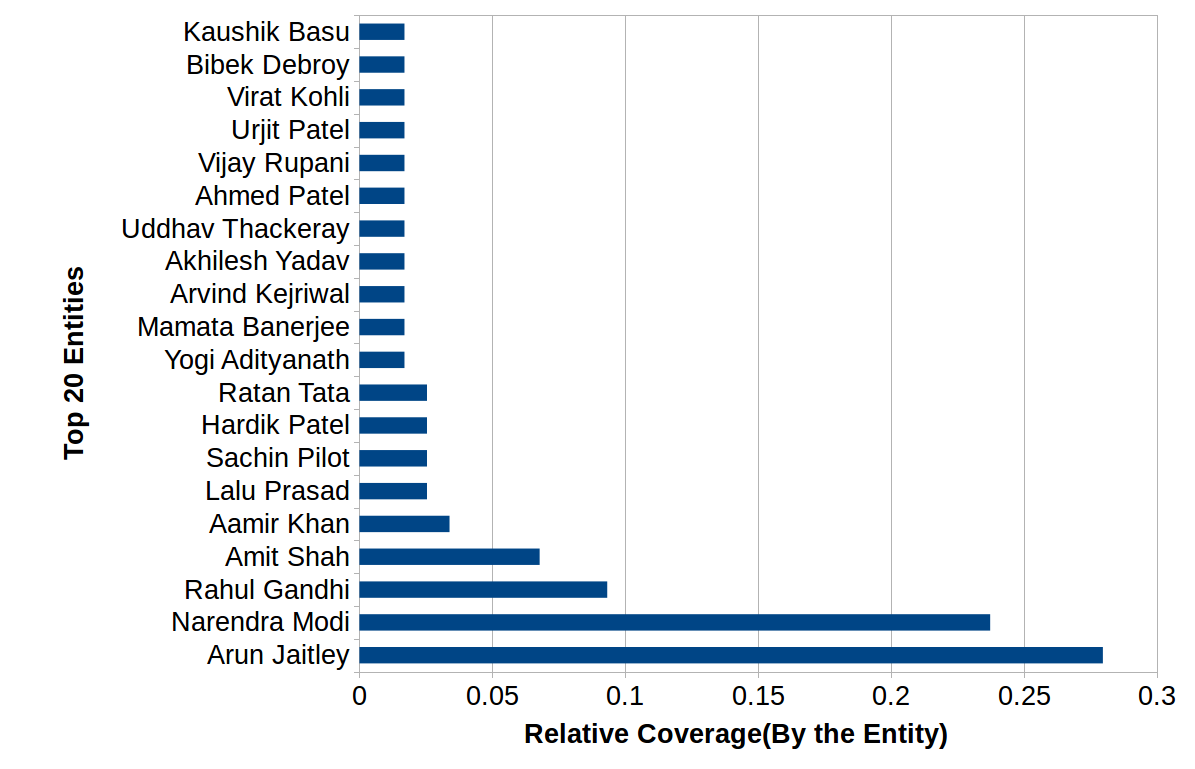 Kaushik Basu
Bibek Debroy
Virat Kohli
Urjit Patel
Vijay Rupani
Ahmed Patel
Uddhav Thackeray
Akhilesh Yadav
Arvind Kejriwal
Mamata Banerjee
Yogi Adityanath
Ratan Tata
Hardik Patel
Sachin Pilot
Lalu Prasad
Aamir Khan
Amit Shah
Rahul Gandhi
Narendra Modi
Arun Jaitley
Top 20 Entities
0 0.05 0.1 0.15 0.2 0.25 0.3
Relative Coverage(By the Entity)